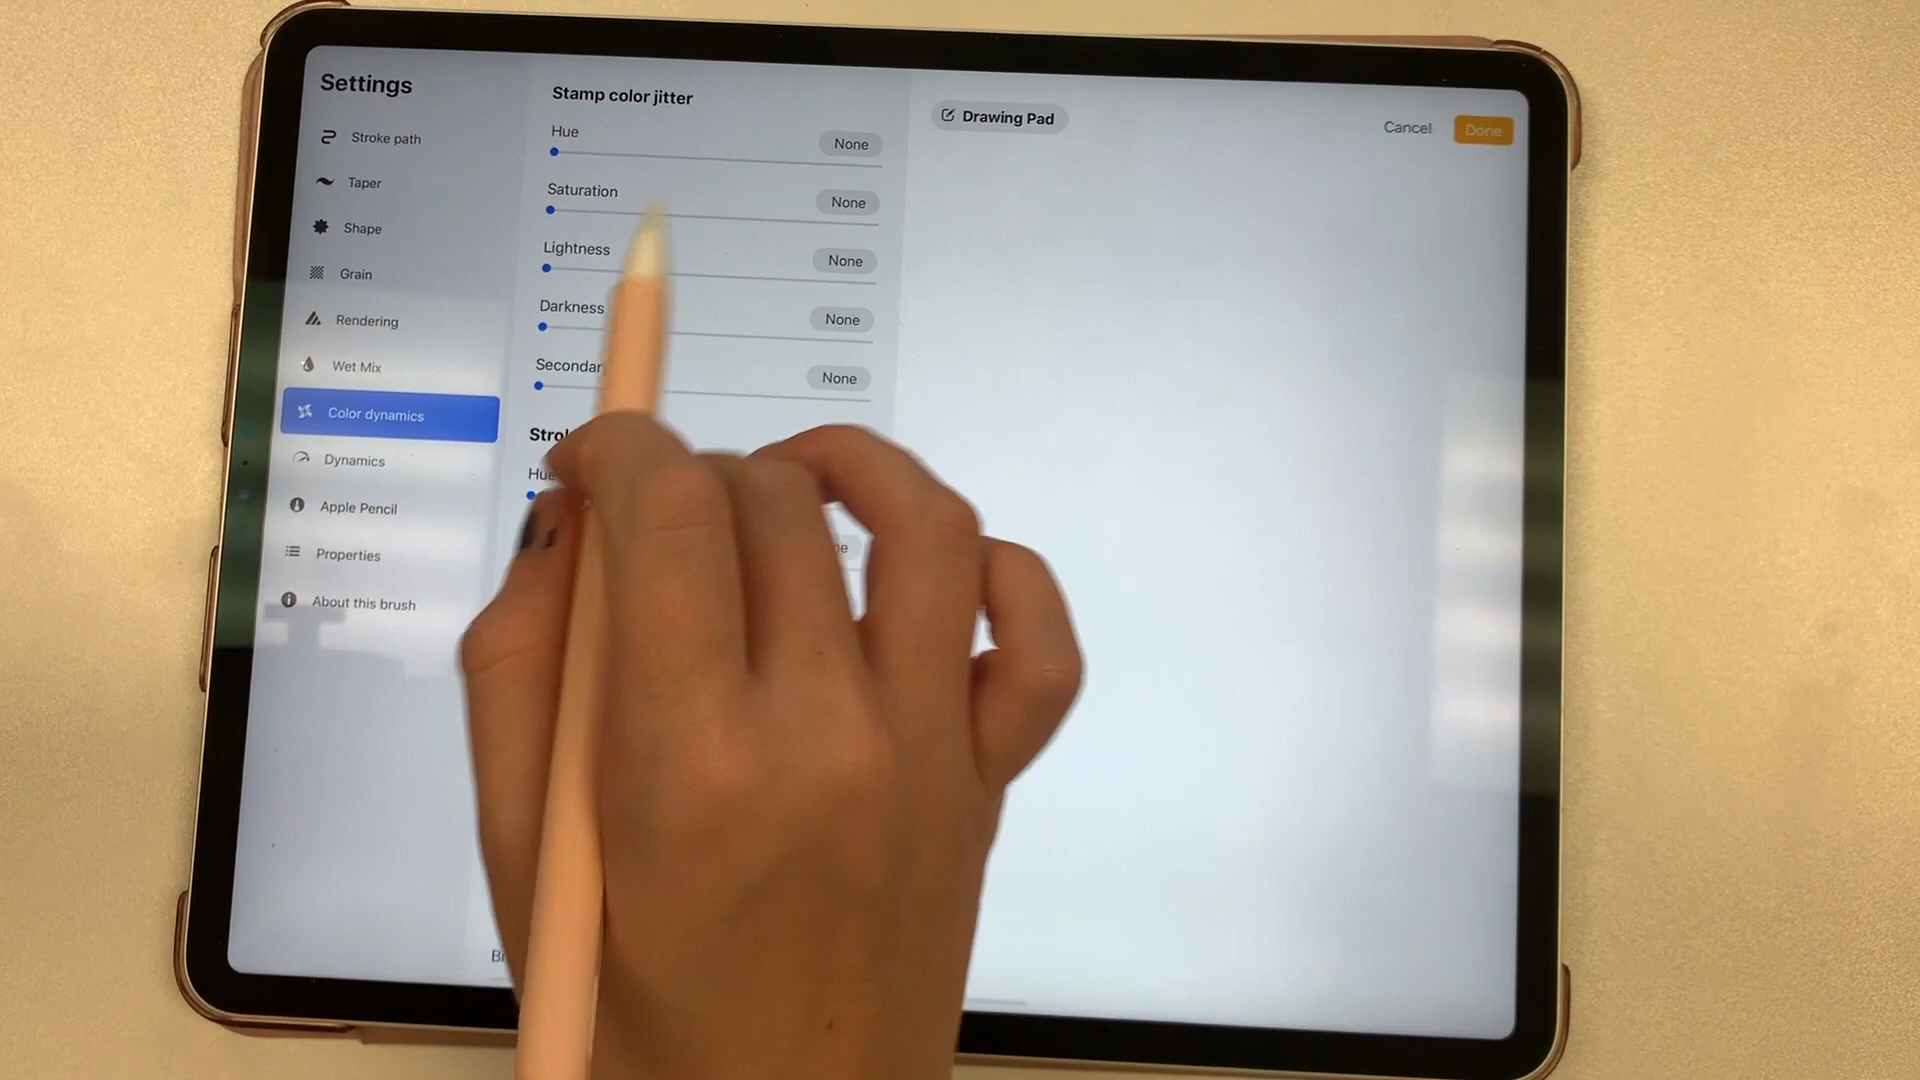 Settings
Stroke path
Taper
Shape
Grain
Rendering
Wet Mix
Color dynamics
Dynamics
Apple Pencil
Properties
About this brush
Stamp color jitter
Hue
None
Saturation
None
Lightness
None
Darkness
None
None
Hue
Drawing Pad
Cancel
Done